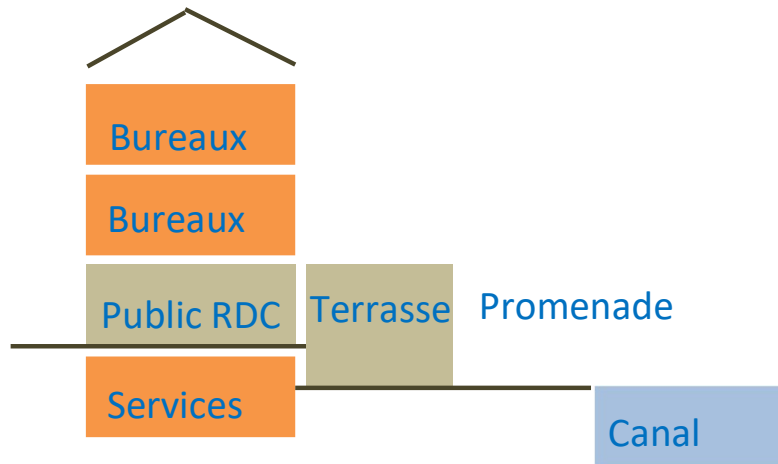 Bureaux
Bureaux
Public RDC
Terrasse
Promenade
Services
Canal